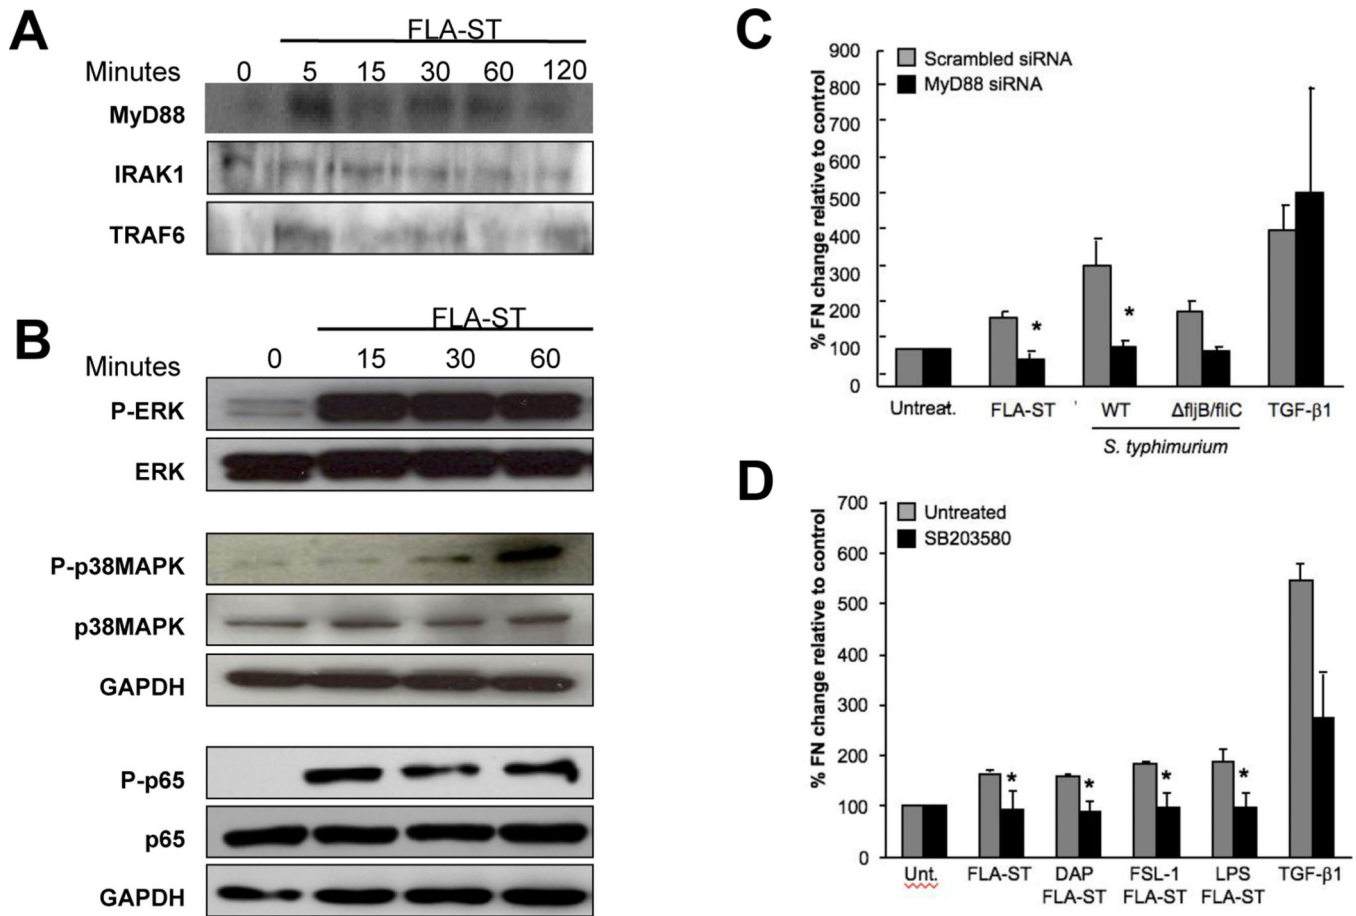 A
FLA-ST
Minutes 0 5 15 30 60 120
MyD88
IRAK1
TRAF6
B
FLA-ST
Minutes 0 15 30 60
P-ERK
ERK
P-p38MAPK
p38MAPK
GAPDH
P-p65
p65
GAPDH
C
% FN change relative to control
900
800
700
600
500
400
300
200
100
0
Scrambled siRNA
MyD88 siRNA
* *
Untreat. FLA-ST WT ΔfljB/fliC TGF-β1
S. typhimurium
D
% FN change relative to control
700
600
500
400
300
200
100
0
Untreated
SB203580
* * * *
Unt. FLA-ST DAP FSL-1 LPS TGF-β1
FLA-ST FLA-ST FLA-ST